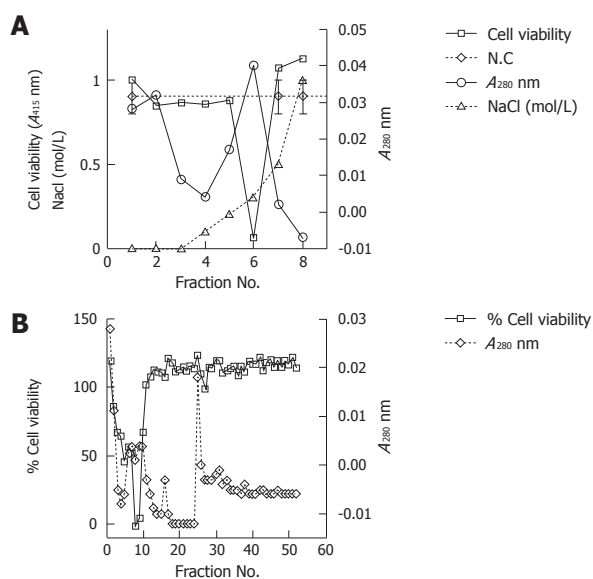 A
Cell viability (A415 nm)
Nacl (mol/L)
1
0.5
0
0 2 4 6 8
Fraction No.
0.05
0.04
0.03
0.02
0.01
0.00
-0.01
A280 nm
Cell viability
N.C
A280 nm
NaCl (mol/L)
B
% Cell viability
150
100
50
0
0 10 20 30 40 50 60
Fraction No.
0.03
0.02
0.01
0.00
-0.01
A280 nm
% Cell viability
A280 nm